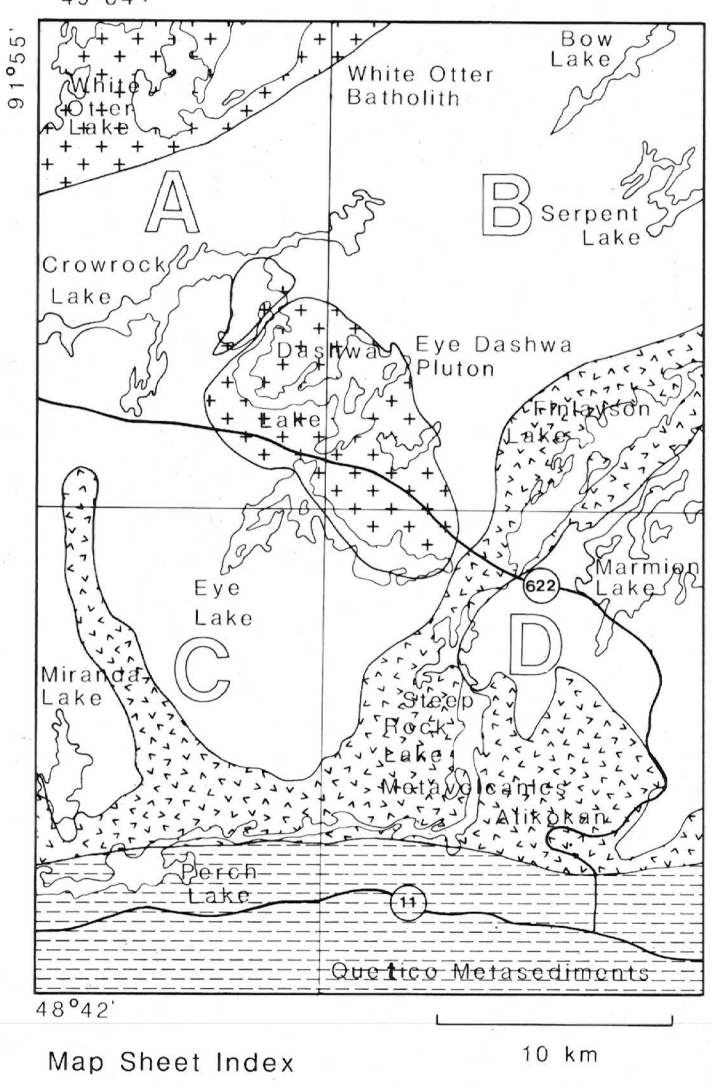 91°55'
White
Otter
Lake
White Otter
Batholith
Bow
Lake
A
B
Serpent
Lake
Crowrock
Lake
Dashwa
Lake
Eye Dashwa
Pluton
Finlayson
Lake
Eye
Lake
622
Marmion
Lake
C
D
Miranda
Lake
Steep
Rock
Lake
Metavolcanics
Atikokan
Perch
Lake
11
Quetico Metasediments
48°42'
10 km
Map Sheet Index